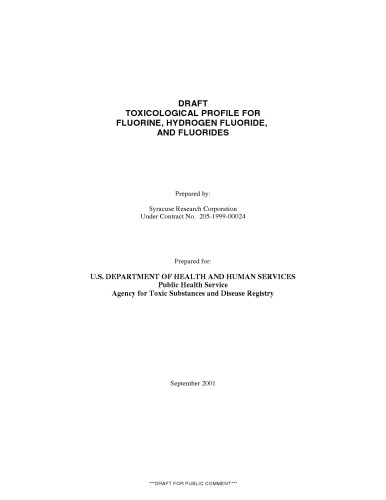 DRAFT
TOXICOLOGICAL PROFILE FOR
FLUORINE, HYDROGEN FLUORIDE,
AND FLUORIDES
Prepared by:
Syracuse Research Corporation
Under Contract No. 205-1999-00024
Prepared for:
U.S. DEPARTMENT OF HEALTH AND HUMAN SERVICES
Public Health Service
Agency for Toxic Substances and Disease Registry
September 2001
***DRAFT FOR PUBLIC COMMENT***